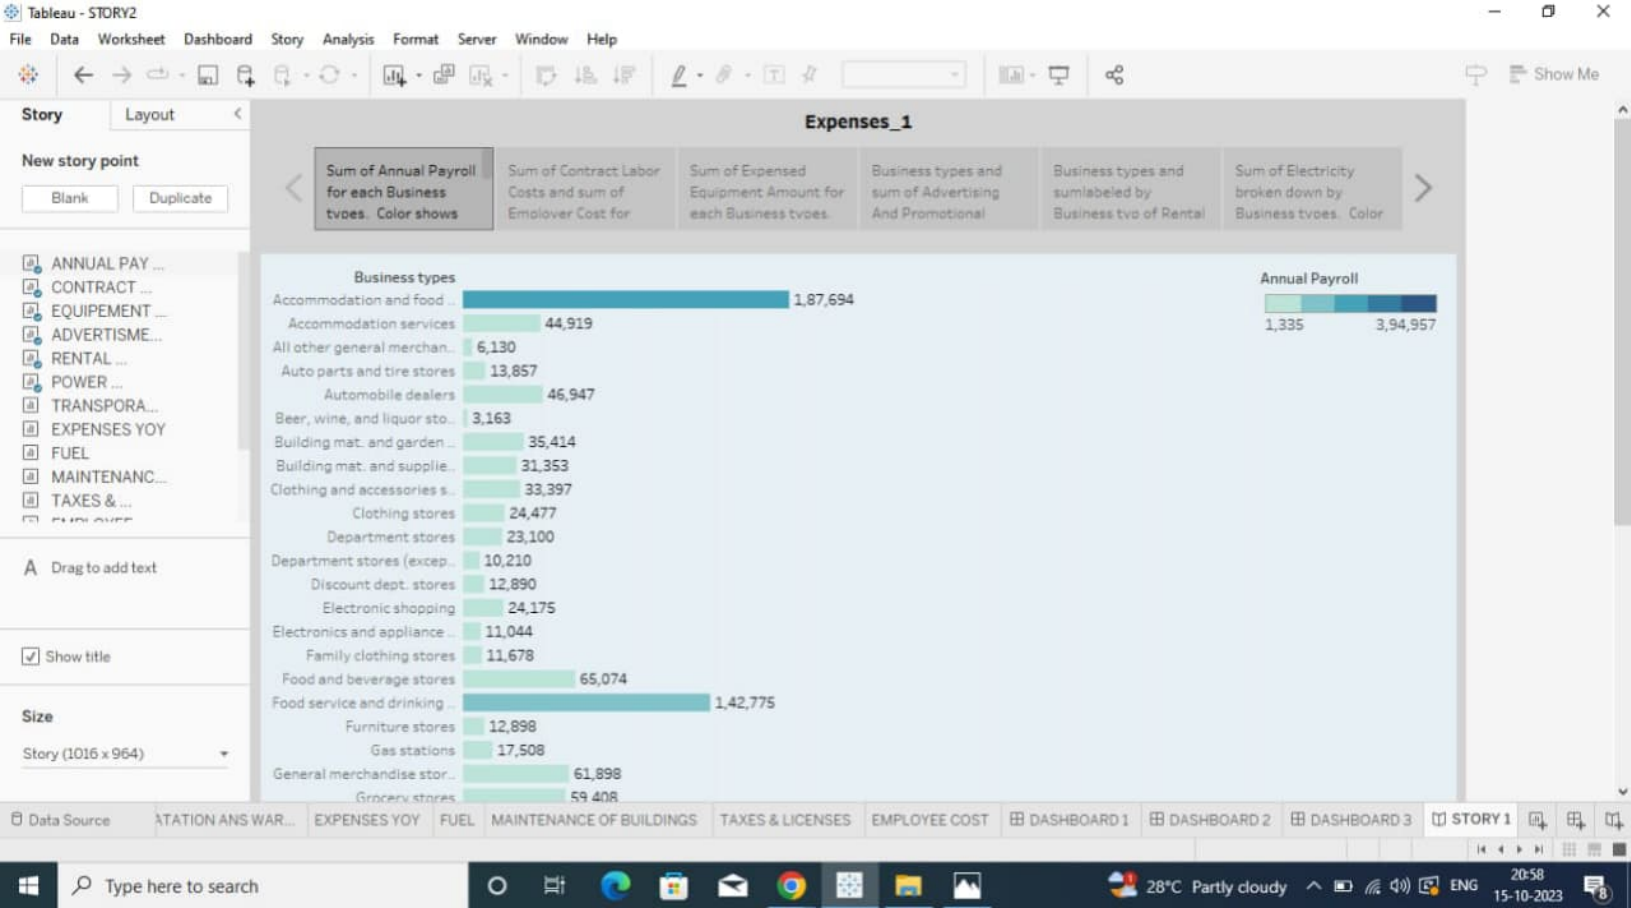 Tableau - STORY2
File Data Worksheet Dashboard Story Analysis Format Server Window Help
Show Me
Story Layout
New story point
Blank Duplicate
ANNUAL PAY ...
CONTRACT ...
EQUIPEMENT ...
ADVERTISME...
RENTAL ...
POWER ...
TRANSPORA...
EXPENSES YOY
FUEL
MAINTENANC...
TAXES & ...
EMPLOYEE
A Drag to add text
Show title
Size
Story (1016 x 964)
Expenses_1
Sum of Annual Payroll
for each Business
types. Color shows
Sum of Contract Labor
Costs and sum of
Employer Cost for
Sum of Expensed
Equipment Amount for
each Business types.
Business types and
sum of Advertising
And Promotional
Business types and
sumlabeled by
Business typ of Rental
Sum of Electricity
broken down by
Business types. Color
Business types
Accommodation and food .. 1,87,694
Accommodation services 44,919
All other general merchan.. 6,130
Auto parts and tire stores 13,857
Automobile dealers 46,947
Beer, wine, and liquor sto.. 3,163
Building mat. and garden .. 35,414
Building mat. and supplie.. 31,353
Clothing and accessories s.. 33,397
Clothing stores 24,477
Department stores 23,100
Department stores (excep.. 10,210
Discount dept. stores 12,890
Electronic shopping 24,175
Electronics and appliance .. 11,044
Family clothing stores 11,678
Food and beverage stores 65,074
Food service and drinking .. 1,42,775
Furniture stores 12,898
Gas stations 17,508
General merchandise stor.. 61,898
Grocery stores 59,408
Annual Payroll
1,335 3,94,957
Data Source ATATION ANS WAR... EXPENSES YOY FUEL MAINTENANCE OF BUILDINGS TAXES & LICENSES EMPLOYEE COST DASHBOARD 1 DASHBOARD 2 DASHBOARD 3 STORY 1
Type here to search
28°C Partly cloudy ENG
20:58
15-10-2023
8